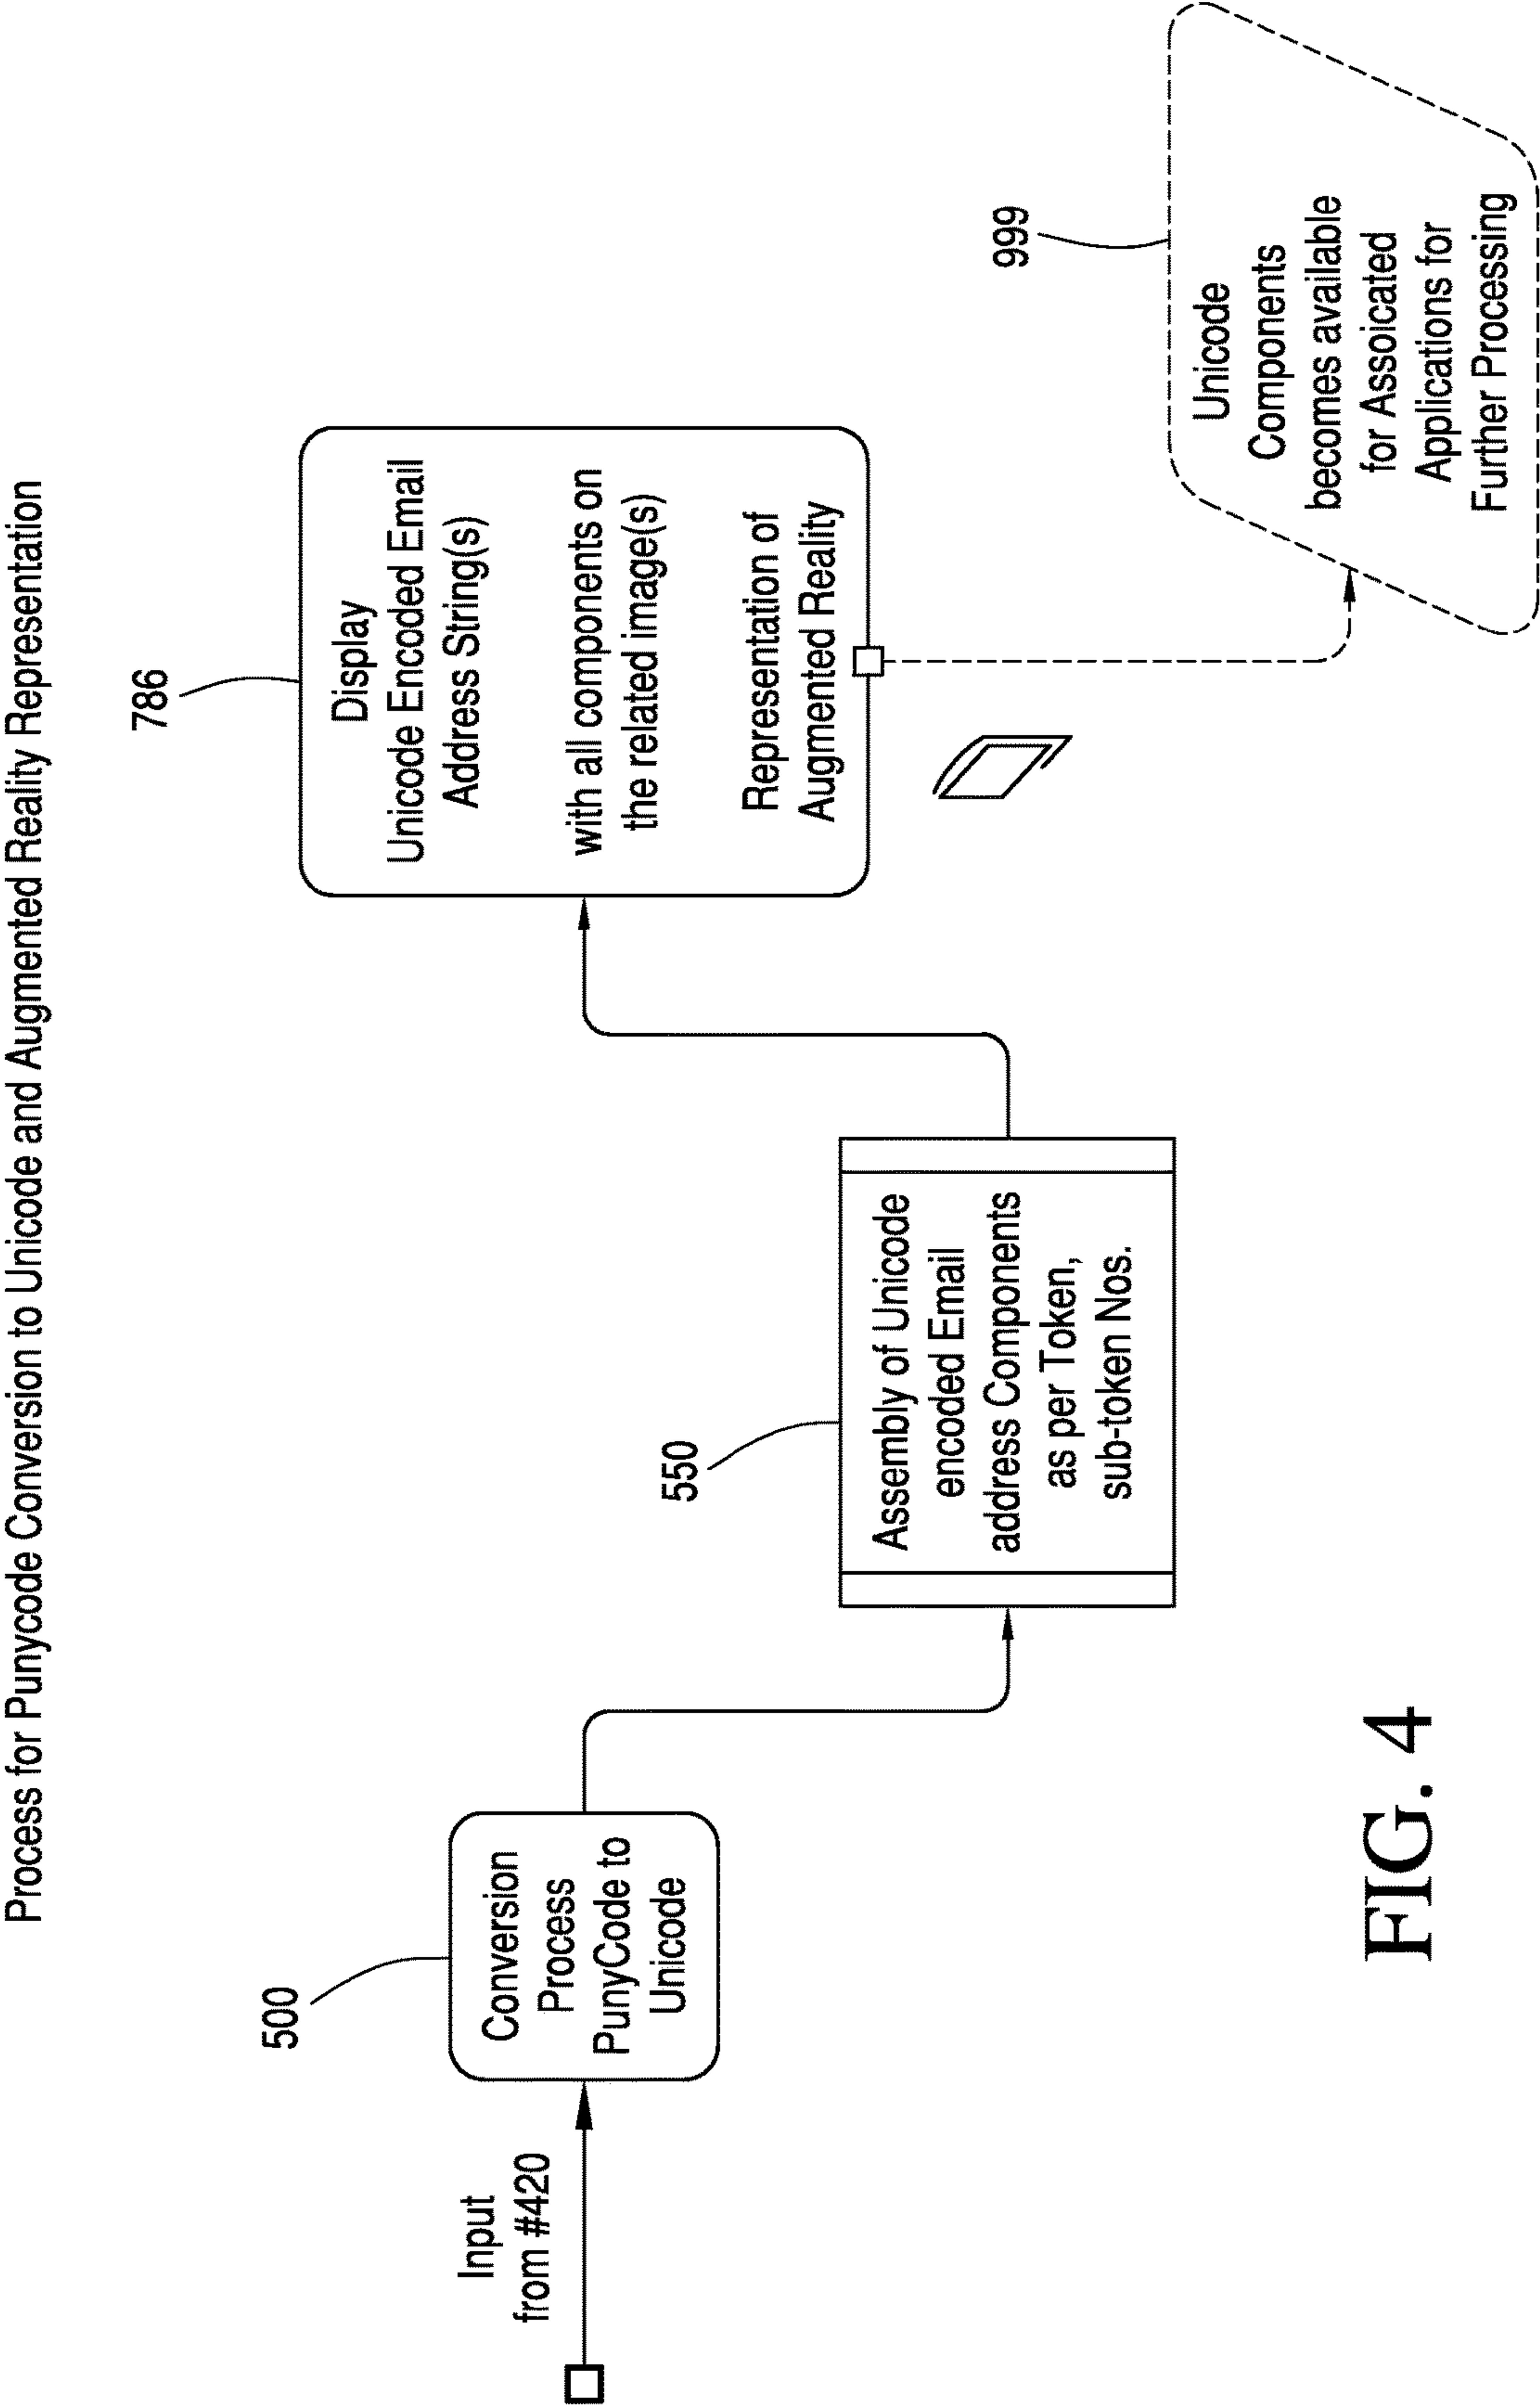 Process for Punycode Conversion to Unicode and Augmented Reality Representation
Input
from #420
500
Conversion
Process
PunyCode to
Unicode
550
Assembly of Unicode
encoded Email
address Components
as per Token,
sub-token Nos.
786
Display
Unicode Encoded Email
Address String(s)
with all components on
the related image(s)
Representation of
Augmented Reality
999
Unicode
Components
becomes available
for Assoicated
Applications for
Further Processing
FIG. 4